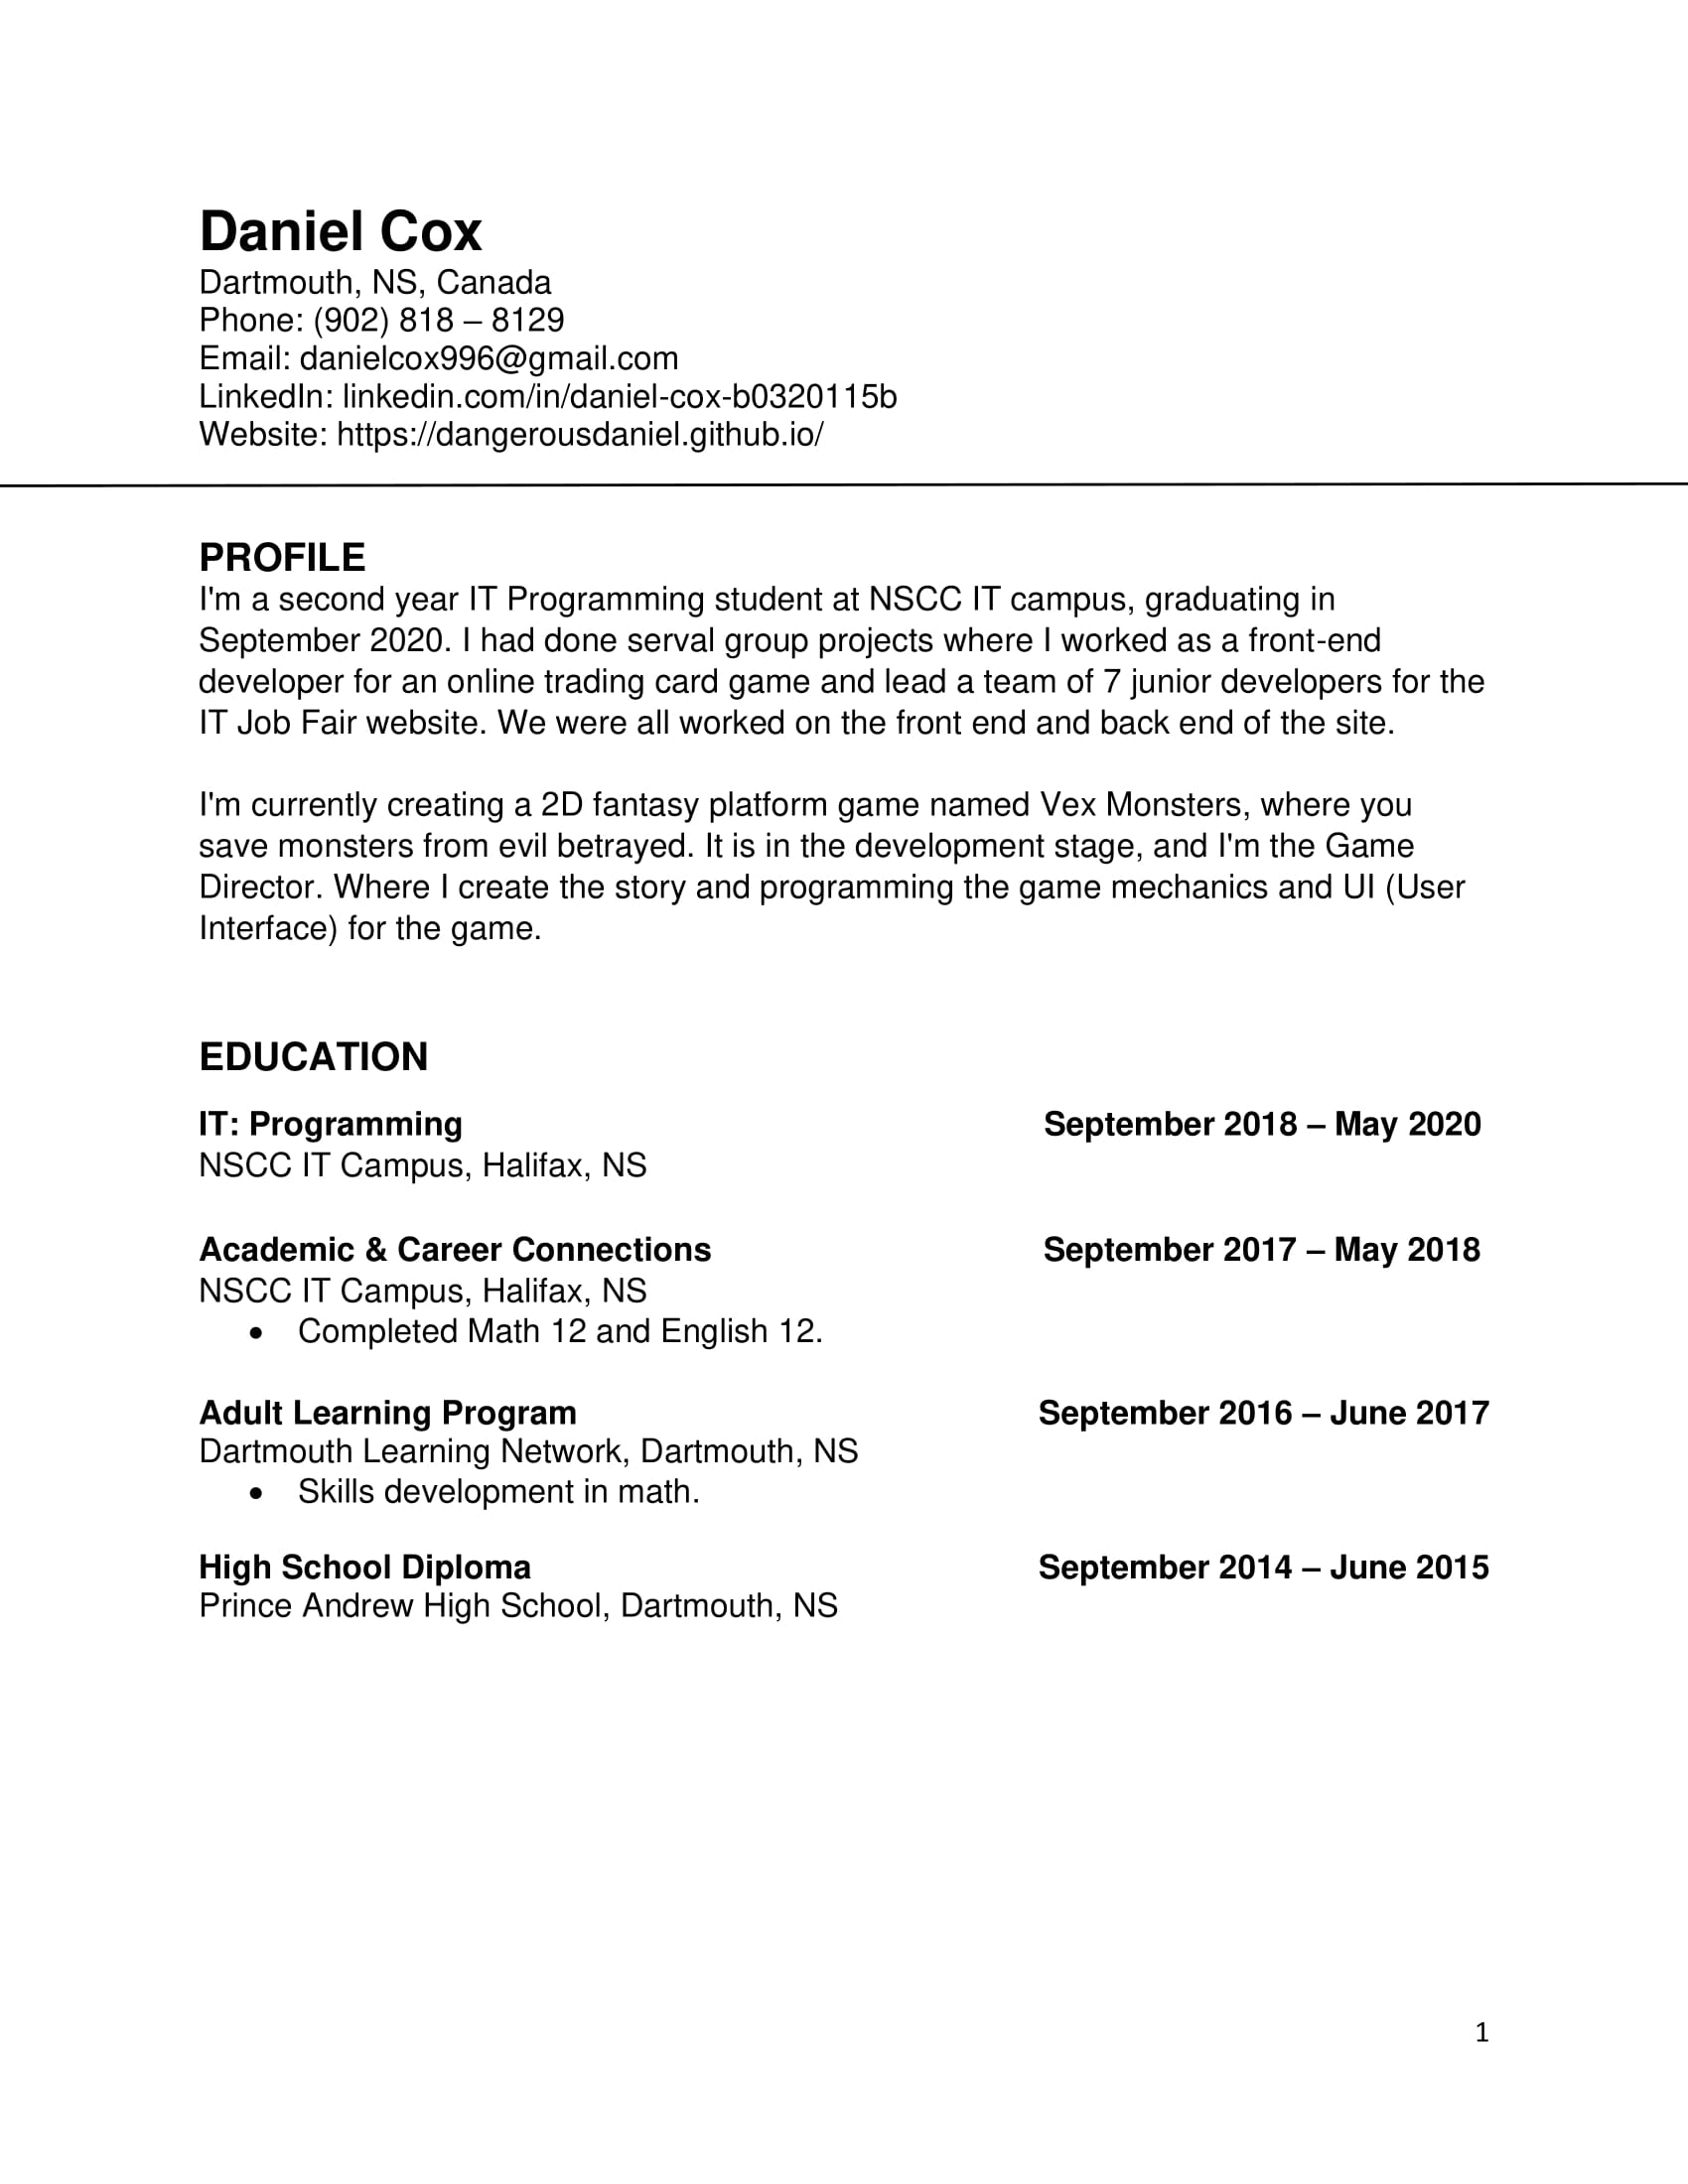 Daniel Cox
Dartmouth, NS, Canada
Phone: (902) 818 – 8129
Email: danielcox996@gmail.com
LinkedIn: linkedin.com/in/daniel-cox-b0320115b
Website: https://dangerousdaniel.github.io/
PROFILE
I'm a second year IT Programming student at NSCC IT campus, graduating in
September 2020. I had done serval group projects where I worked as a front-end
developer for an online trading card game and lead a team of 7 junior developers for the
IT Job Fair website. We were all worked on the front end and back end of the site.
I'm currently creating a 2D fantasy platform game named Vex Monsters, where you
save monsters from evil betrayed. It is in the development stage, and I'm the Game
Director. Where I create the story and programming the game mechanics and UI (User
Interface) for the game.
EDUCATION
IT: Programming September 2018 – May 2020
NSCC IT Campus, Halifax, NS
Academic & Career Connections September 2017 – May 2018
NSCC IT Campus, Halifax, NS
• Completed Math 12 and English 12.
Adult Learning Program September 2016 – June 2017
Dartmouth Learning Network, Dartmouth, NS
• Skills development in math.
High School Diploma September 2014 – June 2015
Prince Andrew High School, Dartmouth, NS
1